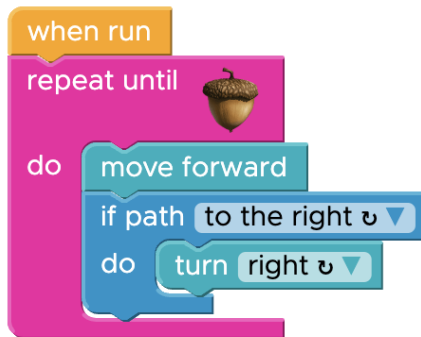 when run
repeat until
do move forward
if path to the right ↻ ▼
do turn right ↻ ▼